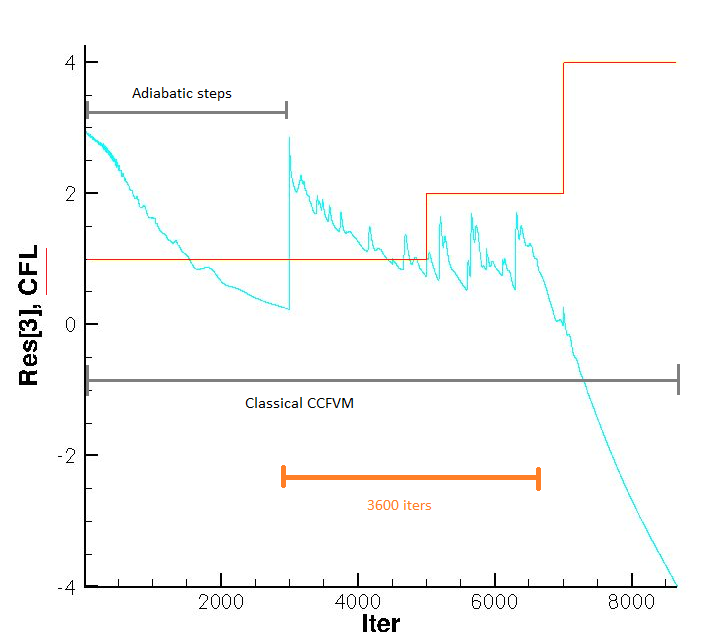 4
Adiabatic steps
2
Res[3], CFL
0
Classical CCFVM
-2
3600 iters
-4
2000 4000 6000 8000
Iter